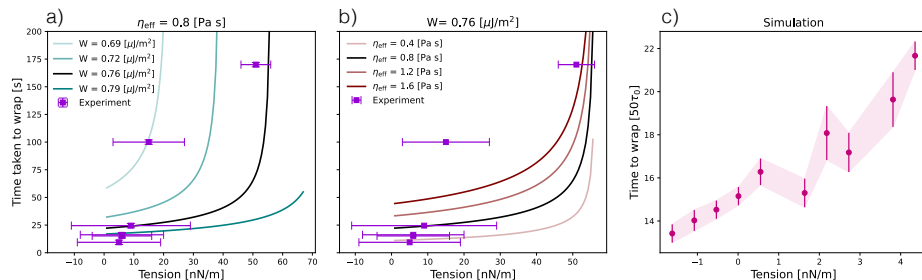 a)
η_eff = 0.8 [Pa s]
Time taken to wrap [s]
200
175
150
125
100
75
50
25
0
W = 0.69 [μJ/m²]
W = 0.72 [μJ/m²]
W = 0.76 [μJ/m²]
W = 0.79 [μJ/m²]
Experiment
−10 0 10 20 30 40 50 60 70
Tension [nN/m]
b)
W= 0.76 [μJ/m²]
η_eff = 0.4 [Pa s]
η_eff = 0.8 [Pa s]
η_eff = 1.2 [Pa s]
η_eff = 1.6 [Pa s]
Experiment
−10 0 10 20 30 40 50 60
Tension [nN/m]
c)
Simulation
Time to wrap [50τ₀]
22
20
18
16
14
−1 0 1 2 3 4
Tension [nN/m]